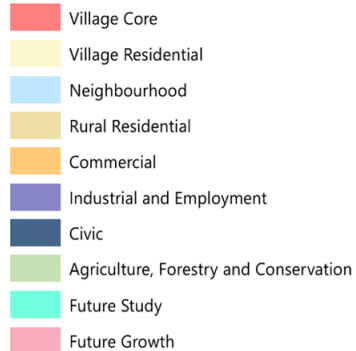 Village Core
Village Residential
Neighbourhood
Rural Residential
Commercial
Industrial and Employment
Civic
Agriculture, Forestry and Conservation
Future Study
Future Growth